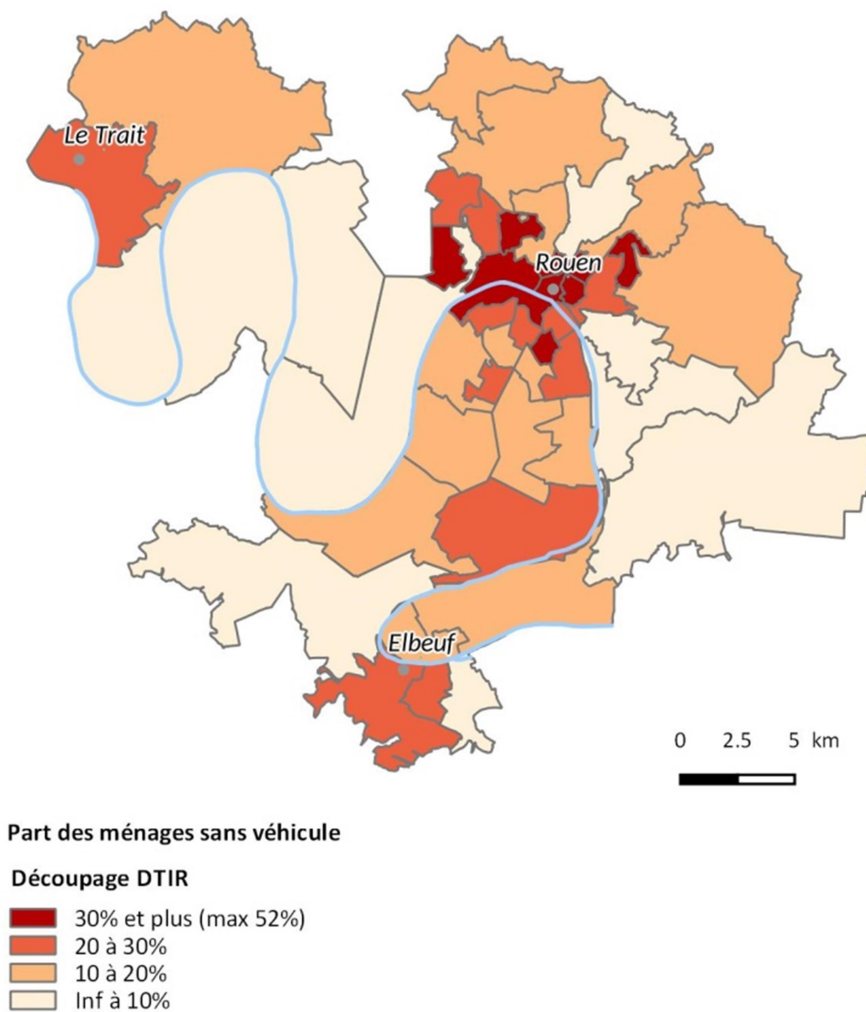 Le Trait
Rouen
Elbeuf
0 2.5 5 km
Part des ménages sans véhicule
Découpage DTIR
30% et plus (max 52%)
20 à 30%
10 à 20%
Inf à 10%